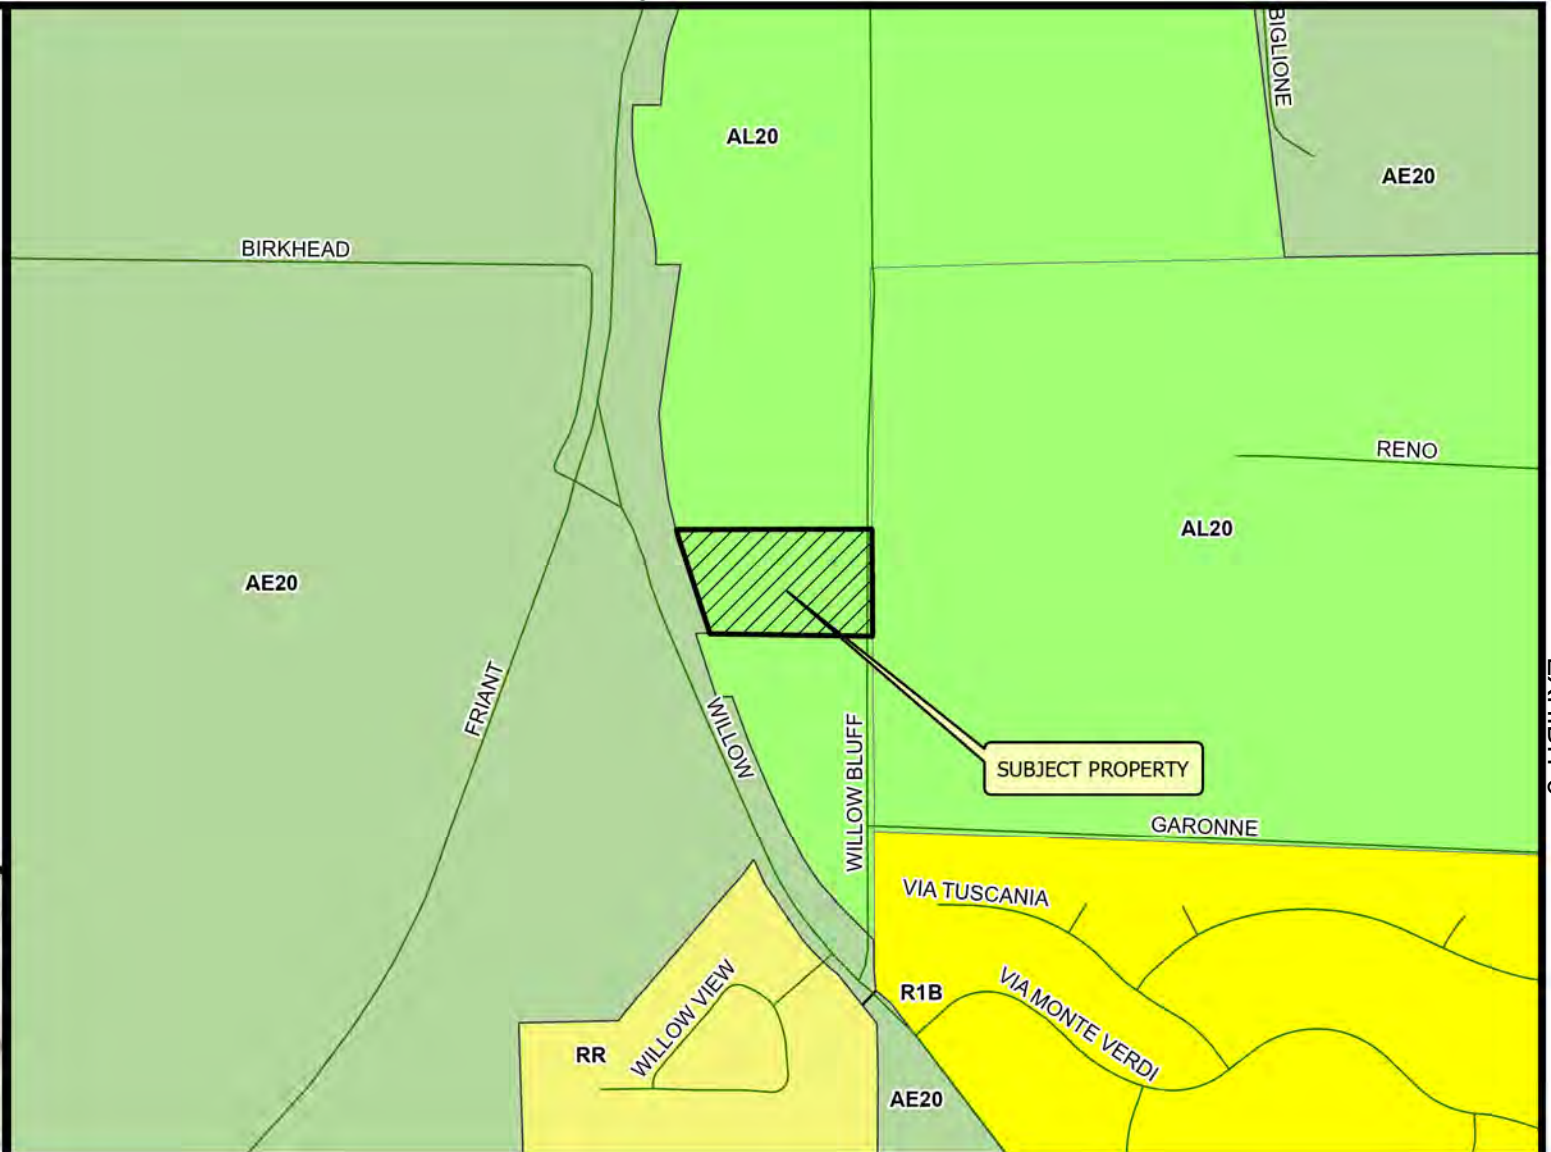 BIGLIONE
AL20
AE20
BIRKHEAD
RENO
AL20
AE20
FRIANT
WILLOW
WILLOW BLUFF
SUBJECT PROPERTY
GARONNE
VIA TUSCANIA
WILLOW VIEW
R1B
VIA MONTE VERDI
RR
AE20